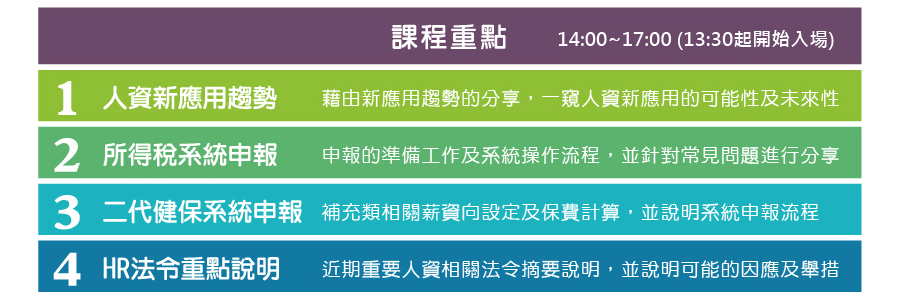 課程重點 14:00~17:00 (13:30起開始入場)
1 人資新應用趨勢 藉由新應用趨勢的分享，一窺人資新應用的可能性及未來性
2 所得稅系統申報 申報的準備工作及系統操作流程，並針對常見問題進行分享
3 二代健保系統申報 補充類相關薪資向設定及保費計算，並說明系統申報流程
4 HR法令重點說明 近期重要人資相關法令摘要說明，並說明可能的因應及舉措